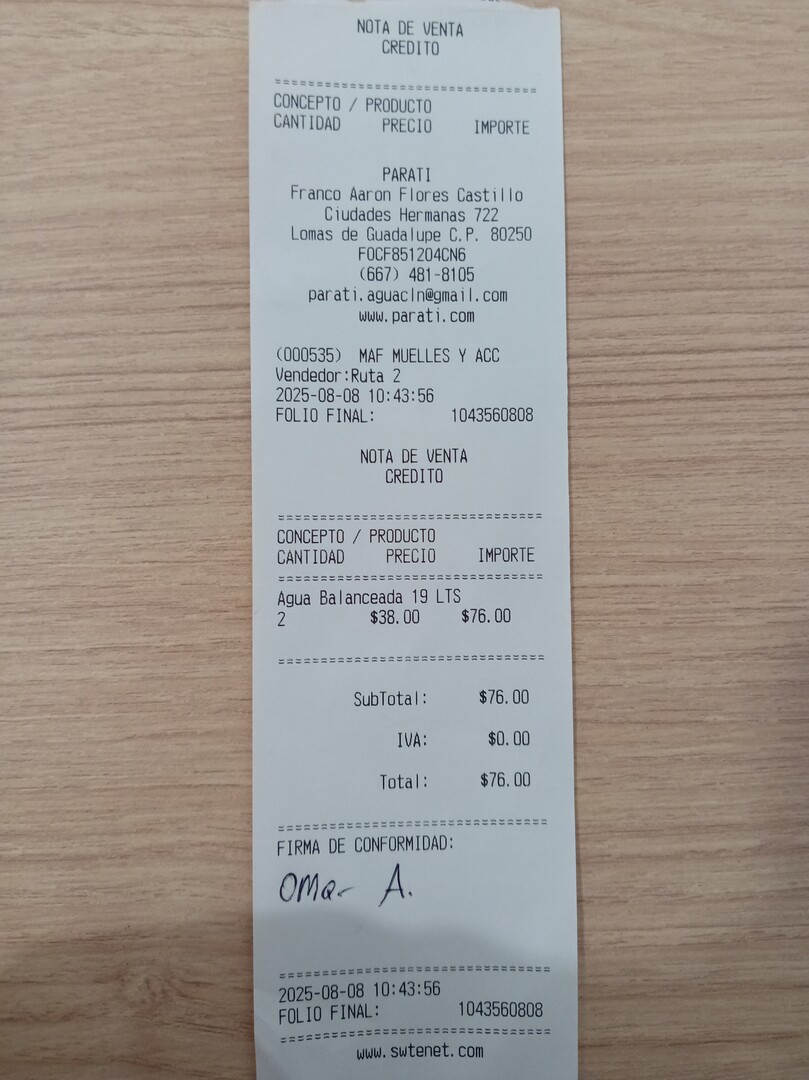 NOTA DE VENTA
CREDITO
================================
CONCEPTO / PRODUCTO
CANTIDAD PRECIO IMPORTE
PARATI
Franco Aaron Flores Castillo
Ciudades Hermanas 722
Lomas de Guadalupe C.P. 80250
FOCF851204CN6
(667) 481-8105
parati.aguacln@gmail.com
www.parati.com
(000535) MAF MUELLES Y ACC
Vendedor:Ruta 2
2025-08-08 10:43:56
FOLIO FINAL: 1043560808
NOTA DE VENTA
CREDITO
================================
CONCEPTO / PRODUCTO
CANTIDAD PRECIO IMPORTE
================================
Agua Balanceada 19 LTS
2 $38.00 $76.00
================================
SubTotal: $76.00
IVA: $0.00
Total: $76.00
================================
FIRMA DE CONFORMIDAD:
Omar A.
================================
2025-08-08 10:43:56
FOLIO FINAL: 1043560808
================================
www.swtenet.com